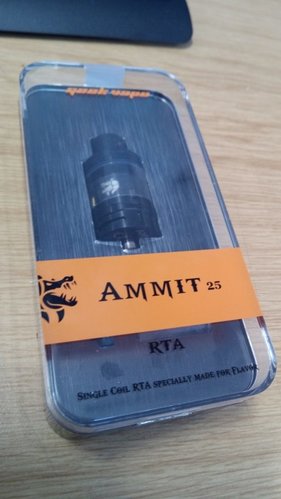 geek vape
AMMIT 25
RTA
SINGLE COIL RTA SPECIALLY MADE FOR FLAVOR